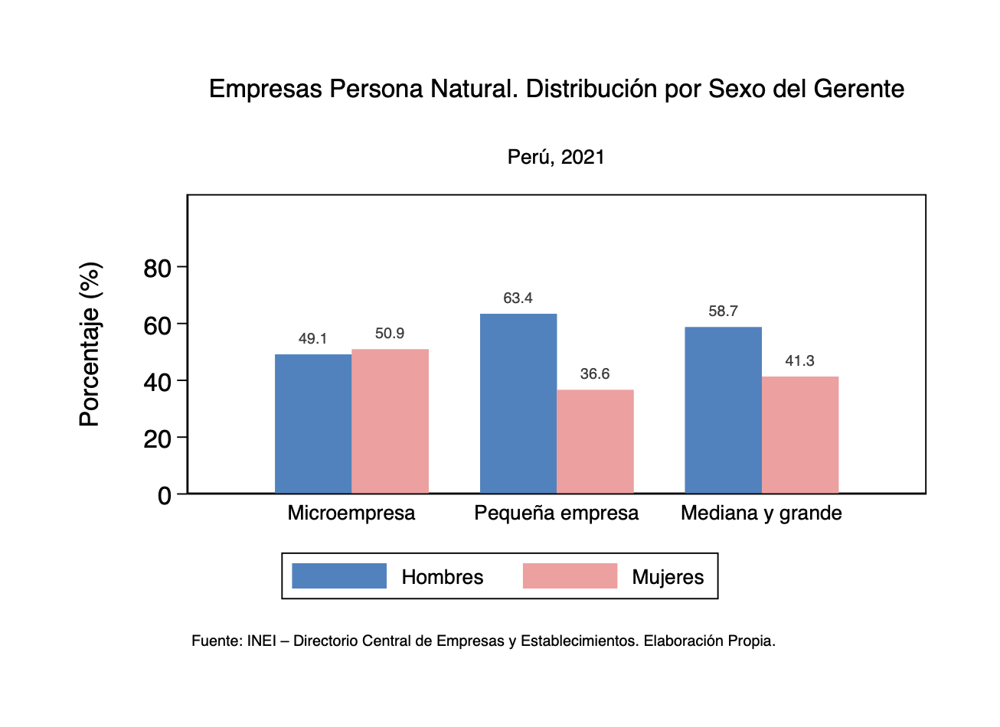 Empresas Persona Natural. Distribución por Sexo del Gerente
Perú, 2021
Porcentaje (%)
80
60
40
20
0
49.1
50.9
63.4
36.6
58.7
41.3
Microempresa
Pequeña empresa
Mediana y grande
Hombres
Mujeres
Fuente: INEI – Directorio Central de Empresas y Establecimientos. Elaboración Propia.